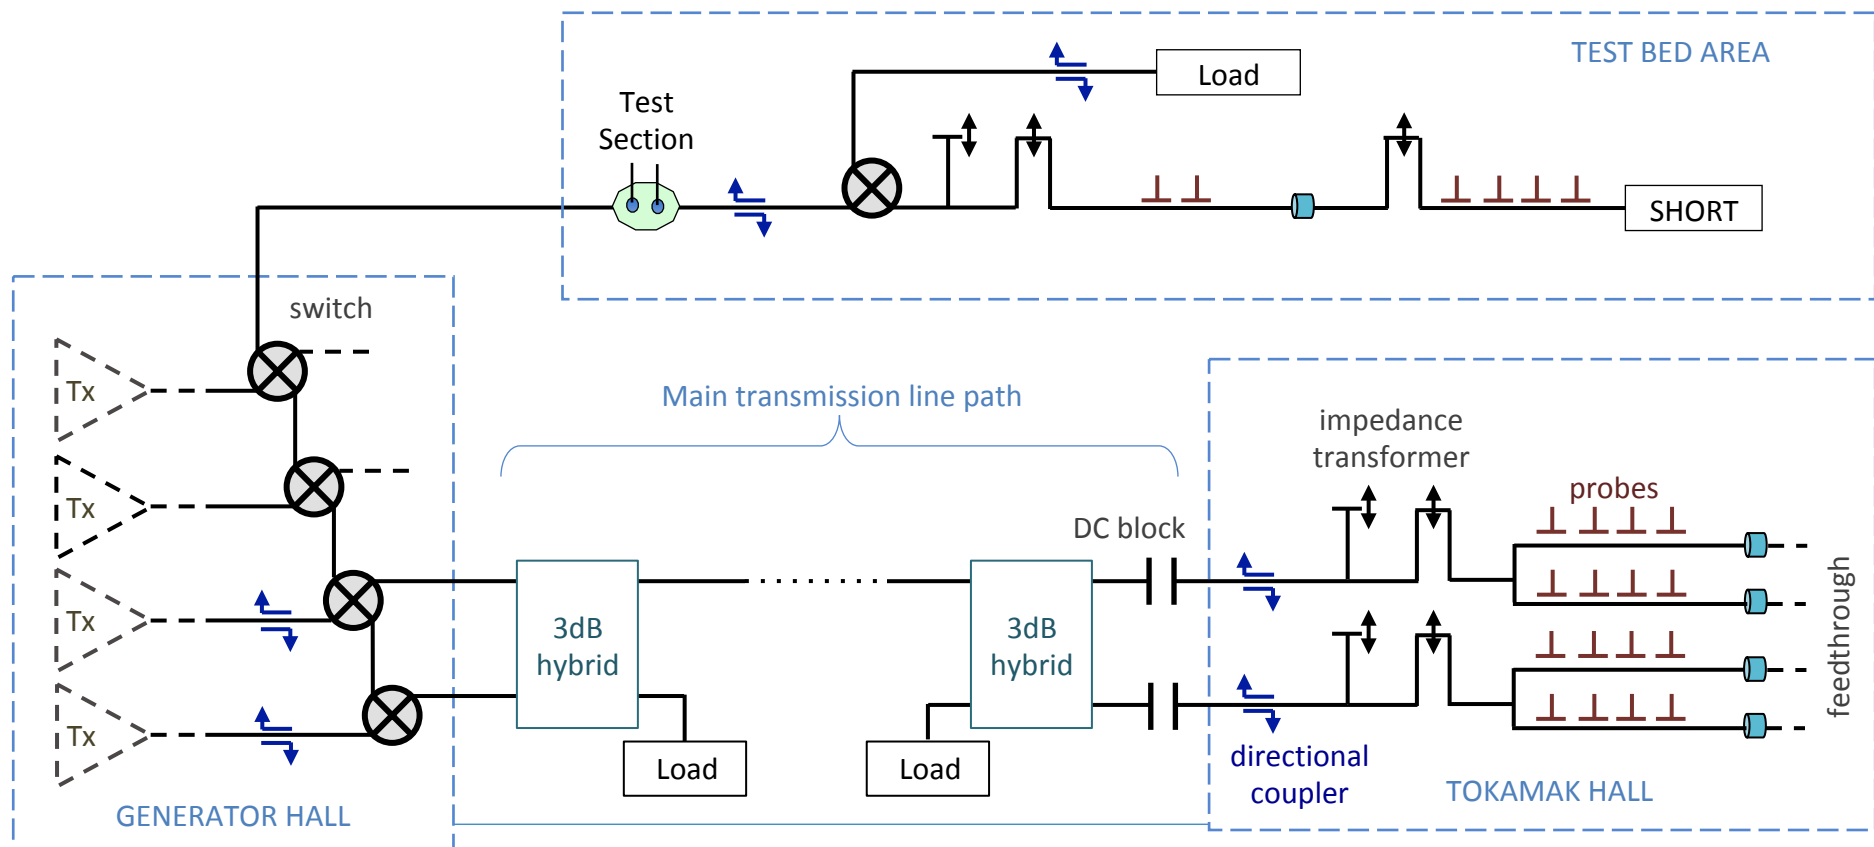 TEST BED AREA
Load
Test
Section
SHORT
switch
Tx
Main transmission line path
impedance
transformer
probes
Tx
DC block
feedthrough
Tx
3dB
hybrid
3dB
hybrid
Tx
Load
Load
directional
coupler
GENERATOR HALL
TOKAMAK HALL